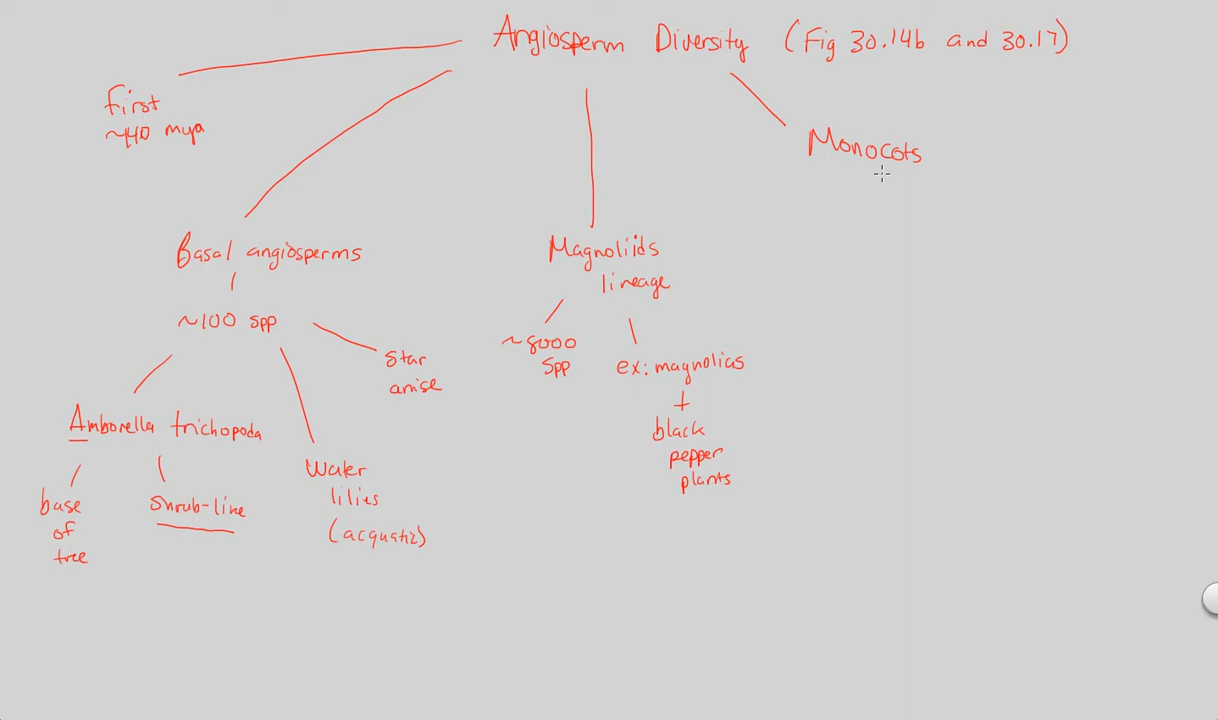 Angiosperm Diversity (Fig 30.14b and 30.17)
First
~140 mya
Monocots
Basal angiosperms
~100 spp
Star
anise
Amborella trichopoda
base
of
tree
Shrub-like
Water
lilies
(acquatic)
Magnoliids
lineage
~8000
spp
ex: magnolias
+
black
pepper
plants